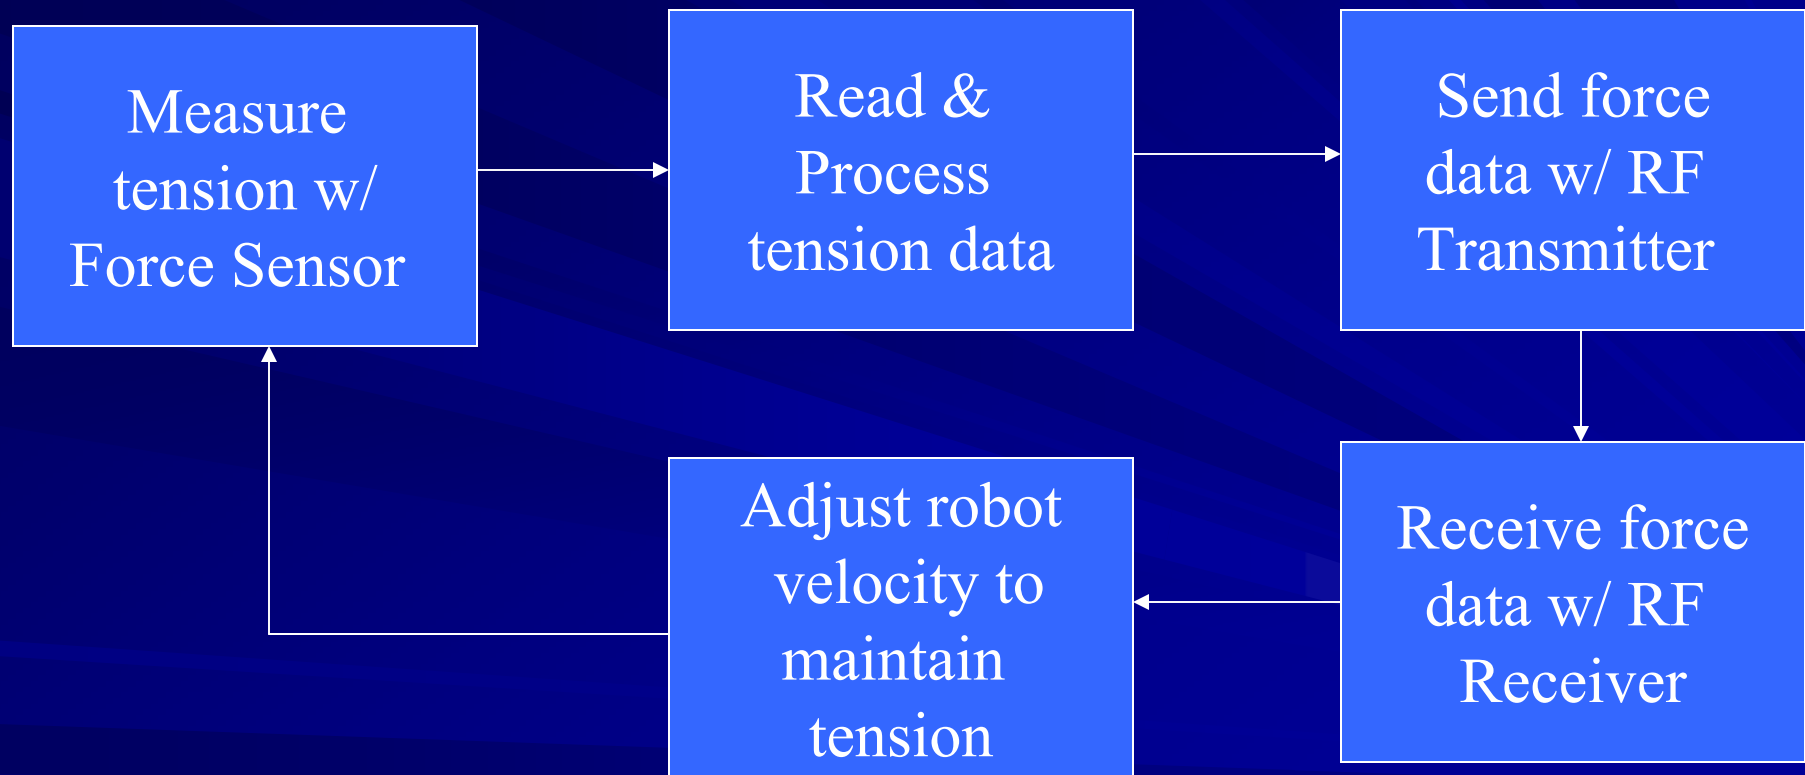 Measure
tension w/
Force Sensor
Read &
Process
tension data
Send force
data w/ RF
Transmitter
Receive force
data w/ RF
Receiver
Adjust robot
velocity to
maintain
tension